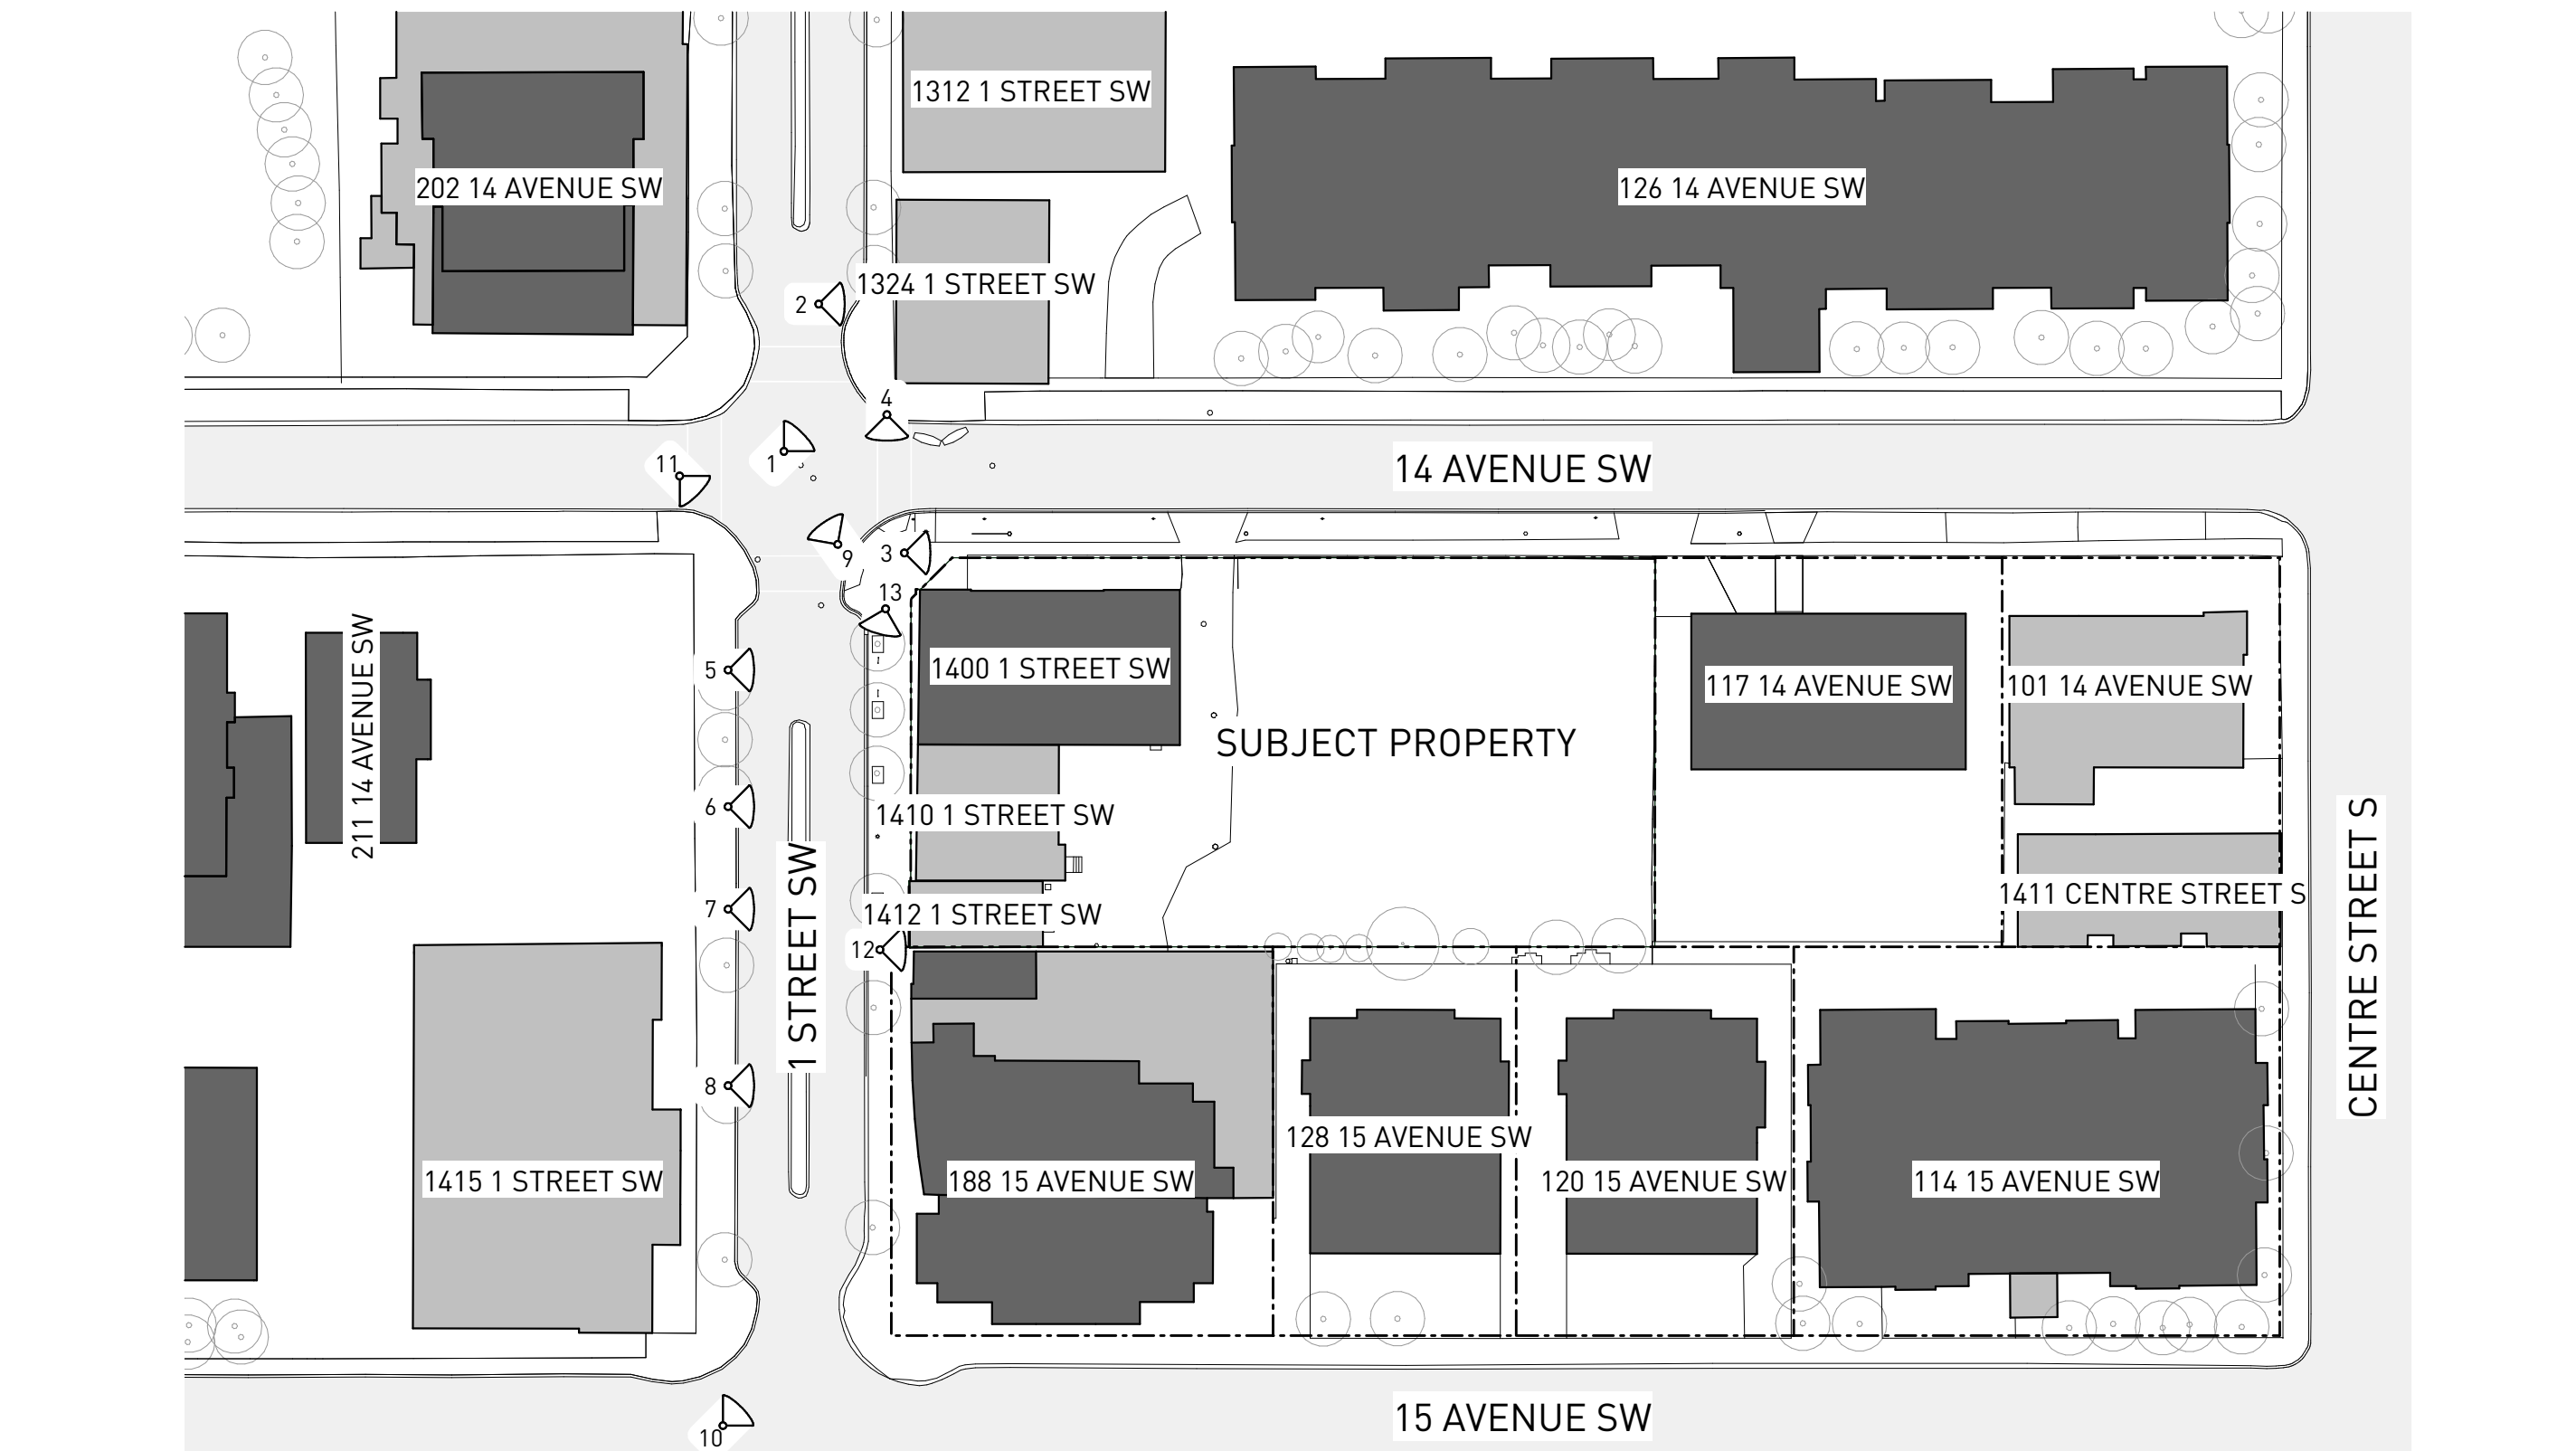 1312 1 STREET SW
202 14 AVENUE SW
126 14 AVENUE SW
1324 1 STREET SW
2
4
11
1
14 AVENUE SW
9
3
13
5
1400 1 STREET SW
117 14 AVENUE SW
101 14 AVENUE SW
211 14 AVENUE SW
SUBJECT PROPERTY
6
1410 1 STREET SW
7
1412 1 STREET SW
1411 CENTRE STREET S
12
1 STREET SW
CENTRE STREET S
8
128 15 AVENUE SW
1415 1 STREET SW
188 15 AVENUE SW
120 15 AVENUE SW
114 15 AVENUE SW
15 AVENUE SW
10